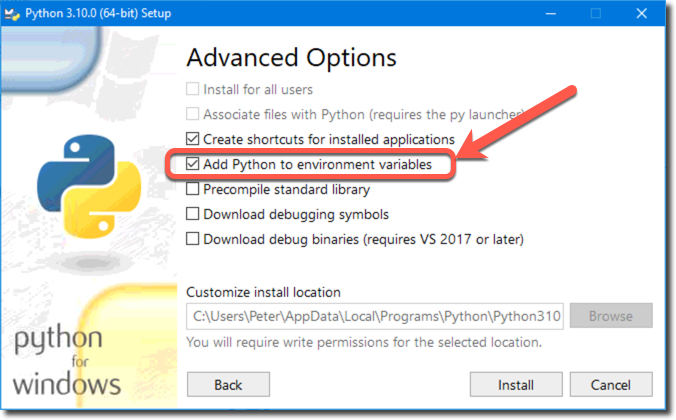 Python 3.10.0 (64-bit) Setup
Advanced Options
Install for all users
Associate files with Python (requires the py launcher)
Create shortcuts for installed applications
Add Python to environment variables
Precompile standard library
Download debugging symbols
Download debug binaries (requires VS 2017 or later)
Customize install location
C:\Users\Peter\AppData\Local\Programs\Python\Python310
Browse
You will require write permissions for the selected location.
python
for
windows
Back
Install
Cancel